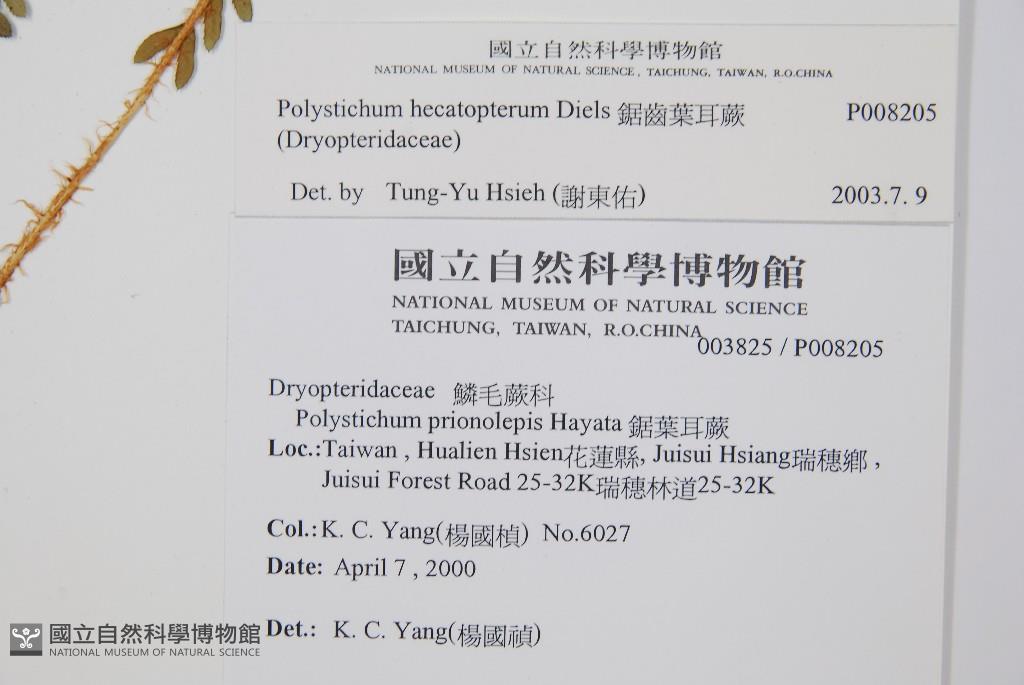 國立自然科學博物館
NATIONAL MUSEUM OF NATURAL SCIENCE, TAICHUNG, TAIWAN, R.O.CHINA
Polystichum hecatopterum Diels 鋸齒葉耳蕨 P008205
(Dryopteridaceae)
Det. by Tung-Yu Hsieh (謝東佑) 2003.7. 9
國立自然科學博物館
NATIONAL MUSEUM OF NATURAL SCIENCE
TAICHUNG, TAIWAN, R.O.CHINA
003825 / P008205
Dryopteridaceae 鱗毛蕨科
Polystichum prionolepis Hayata 鋸葉耳蕨
Loc.:Taiwan , Hualien Hsien花蓮縣, Juisui Hsiang瑞穗鄉 ,
Juisui Forest Road 25-32K瑞穗林道25-32K
Col.:K. C. Yang(楊國楨) No.6027
Date: April 7 , 2000
Det.: K. C. Yang(楊國禎)
國立自然科學博物館
NATIONAL MUSEUM OF NATURAL SCIENCE